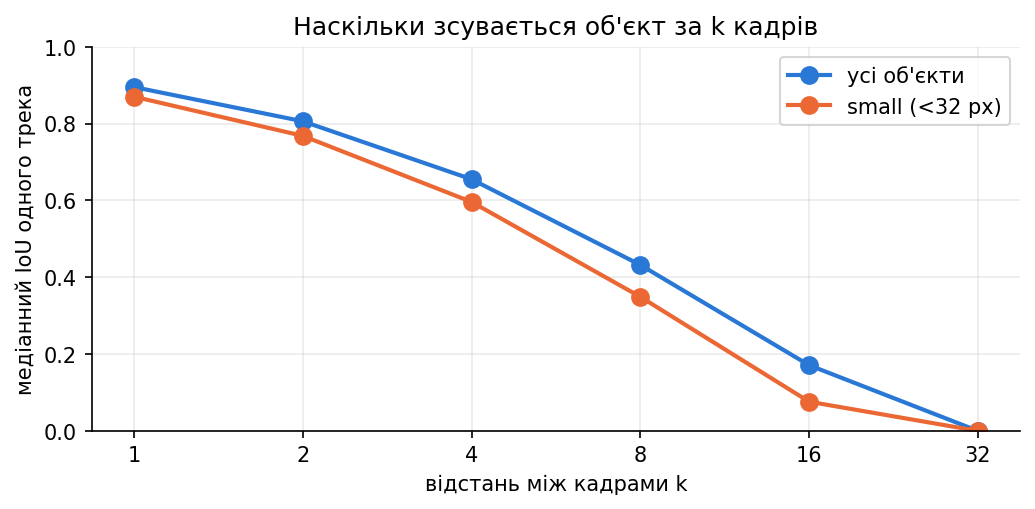 Наскільки зсувається об'єкт за k кадрів
медіанний IoU одного трека
1.0
0.8
0.6
0.4
0.2
0.0
усі об'єкти
small (<32 px)
1 2 4 8 16 32
відстань між кадрами k